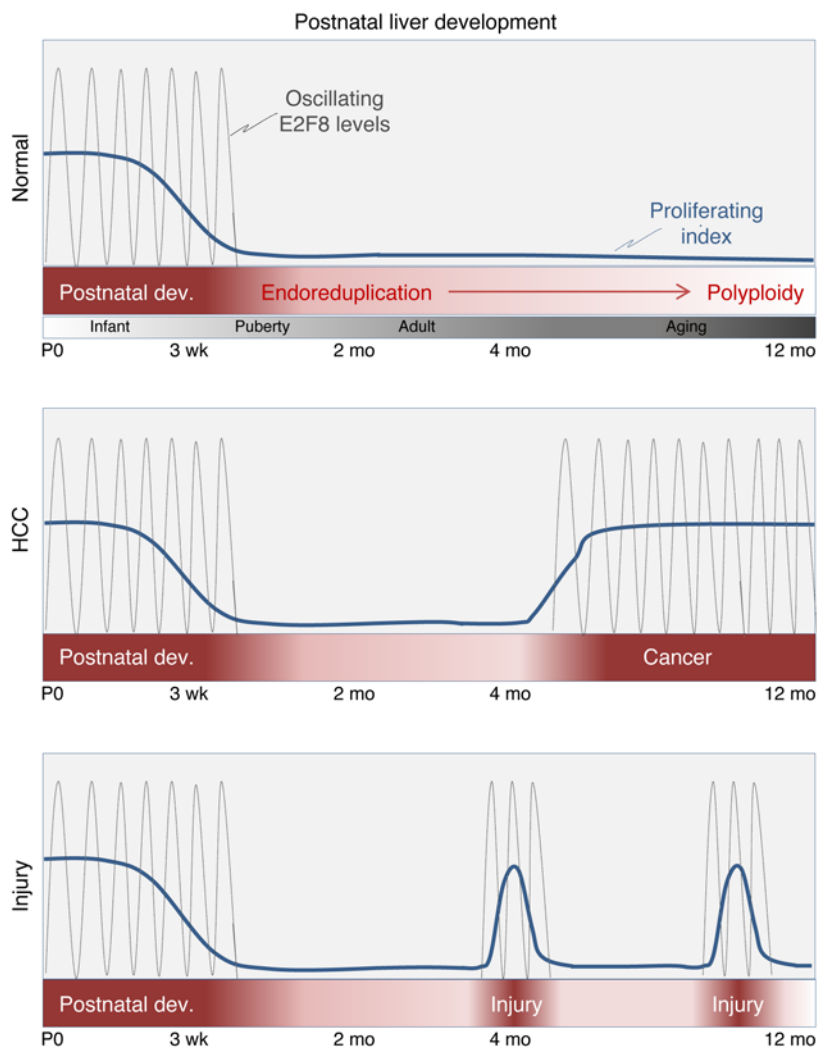 Postnatal liver development
Normal
Oscillating
E2F8 levels
Proliferating
index
Postnatal dev. Endoreduplication Polyploidy
Infant Puberty Adult Aging
P0 3 wk 2 mo 4 mo 12 mo
HCC
Postnatal dev. Cancer
P0 3 wk 2 mo 4 mo 12 mo
Injury
Postnatal dev. Injury Injury
P0 3 wk 2 mo 4 mo 12 mo